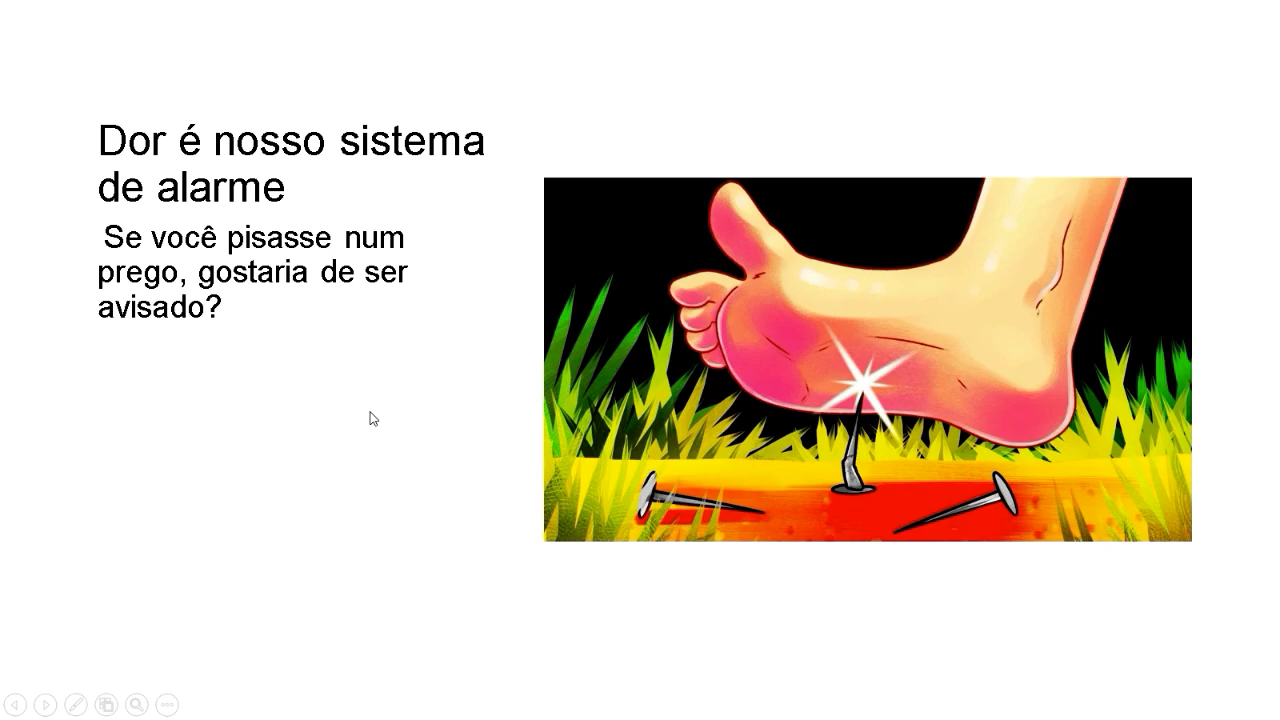 Dor é nosso sistema
de alarme
Se você pisasse num
prego, gostaria de ser
avisado?